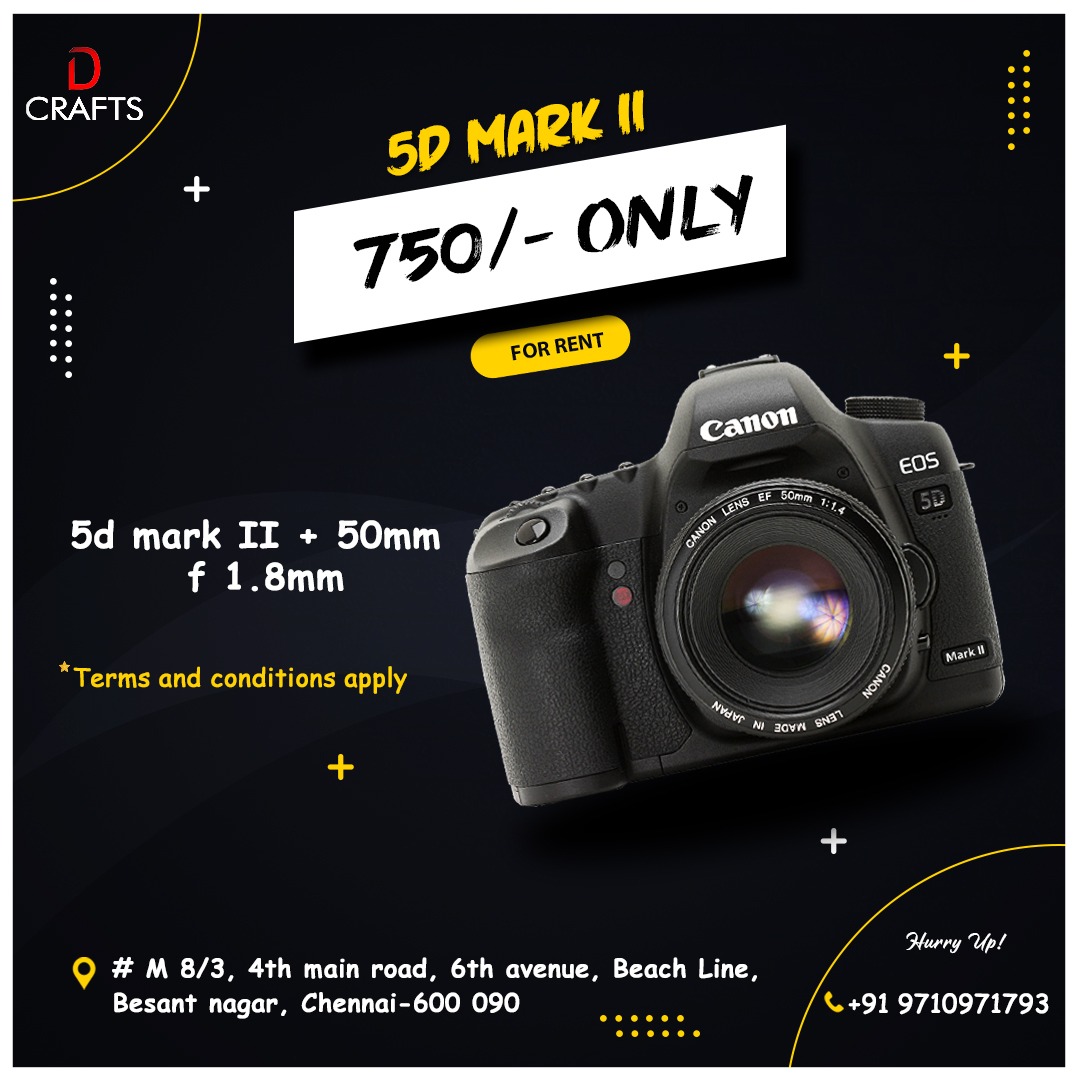 D
CRAFTS
5D MARK II
750/- ONLY
FOR RENT
Canon
EOS
5D
CANON LENS EF 50mm 1:1.4
CANON LENS MADE IN JAPAN
Mark II
5d mark II + 50mm
f 1.8mm
*Terms and conditions apply
Hurry Up!
# M 8/3, 4th main road, 6th avenue, Beach Line,
Besant nagar, Chennai-600 090
+91 9710971793